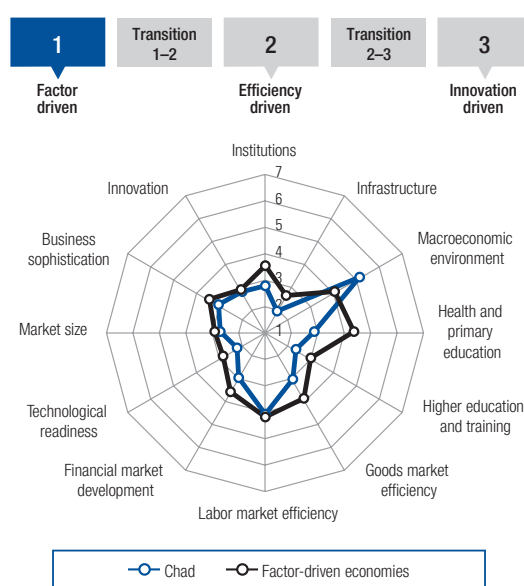 1
Transition
1–2
2
Transition
2–3
3
Factor
driven
Efficiency
driven
Innovation
driven
Institutions
7
6
5
4
3
2
1
Innovation
Infrastructure
Business
sophistication
Macroeconomic
environment
Market size
Health and
primary
education
Technological
readiness
Higher education
and training
Financial market
development
Goods market
efficiency
Labor market efficiency
Chad
Factor-driven economies